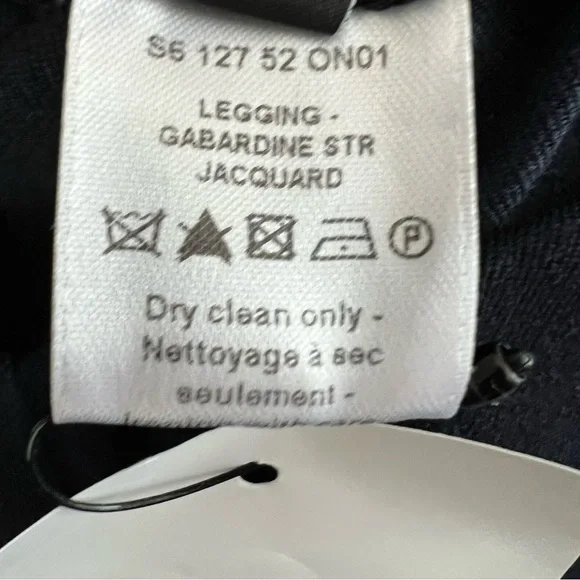 S6 127 52 ON01
LEGGING -
GABARDINE STR
JACQUARD
P
Dry clean only -
Nettoyage à sec
seulement -